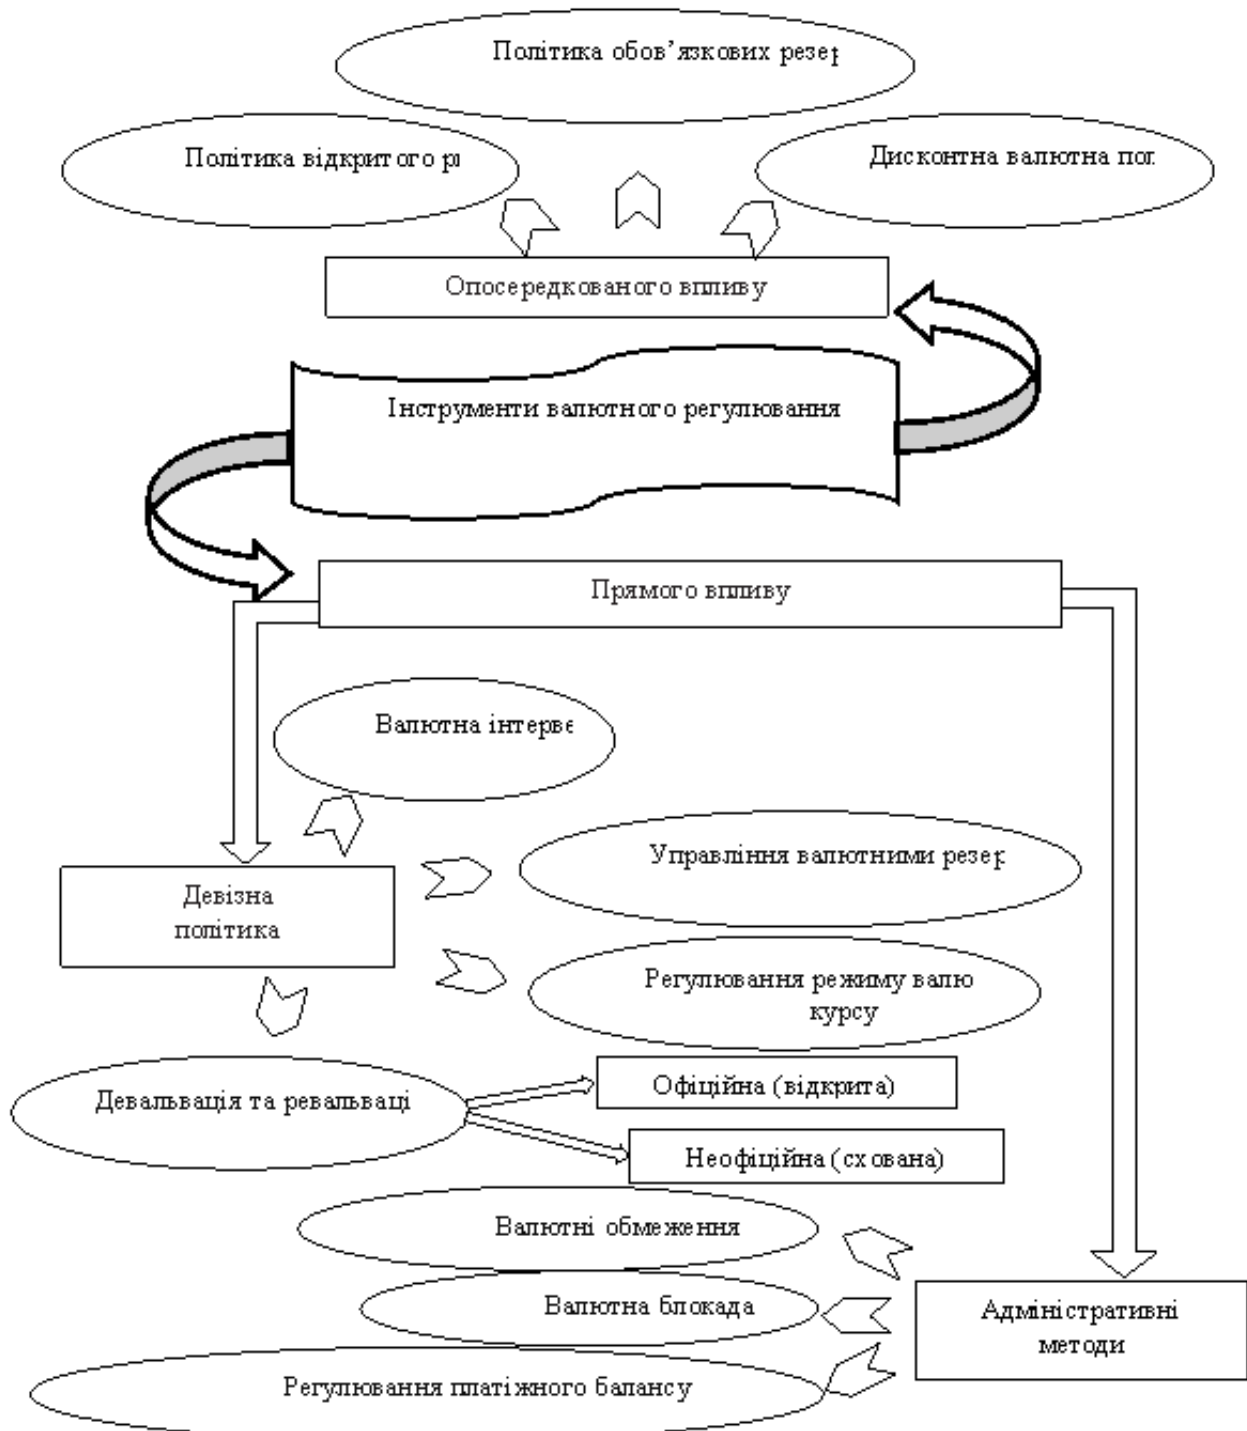 Політика обов’язкових резер
Політика відкритого ри
Дисконтна валютна пол
Опосередкованого впливу
Інструменти валютного регулювання
Прямого впливу
Валютна інтерве
Управління валютними резер
Девізна
політика
Регулювання режиму валю
курсу
Девальвація та ревальваці
Офіційна (відкрита)
Неофіційна (схована)
Валютні обмеження
Валютна блокада
Адміністративні
методи
Регулювання платіжного балансу